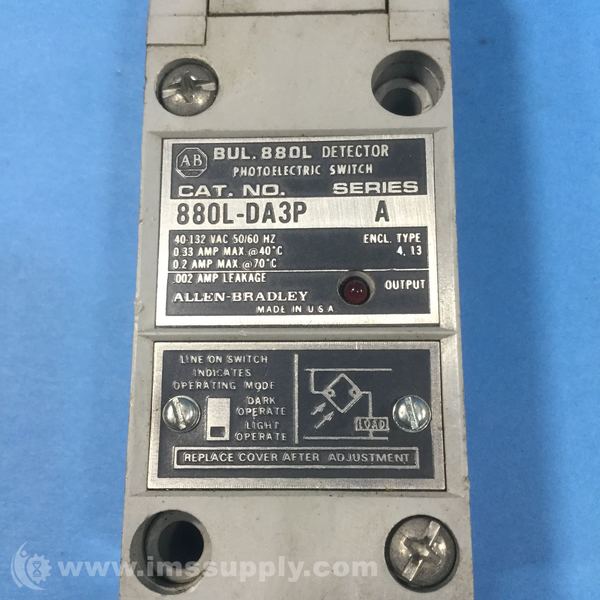 AB BUL. 880L DETECTOR
PHOTOELECTRIC SWITCH
CAT. NO. SERIES
880L-DA3P A
40-132 VAC 50/60 HZ
0.33 AMP MAX @ 40°C
0.2 AMP MAX @ 70°C
.002 AMP LEAKAGE
ENCL. TYPE
4, 13
OUTPUT
ALLEN-BRADLEY
MADE IN U.S.A.
LINE ON SWITCH
INDICATES
OPERATING MODE
DARK
OPERATE
LIGHT
OPERATE
LOAD
REPLACE COVER AFTER ADJUSTMENT
www.imssupply.com